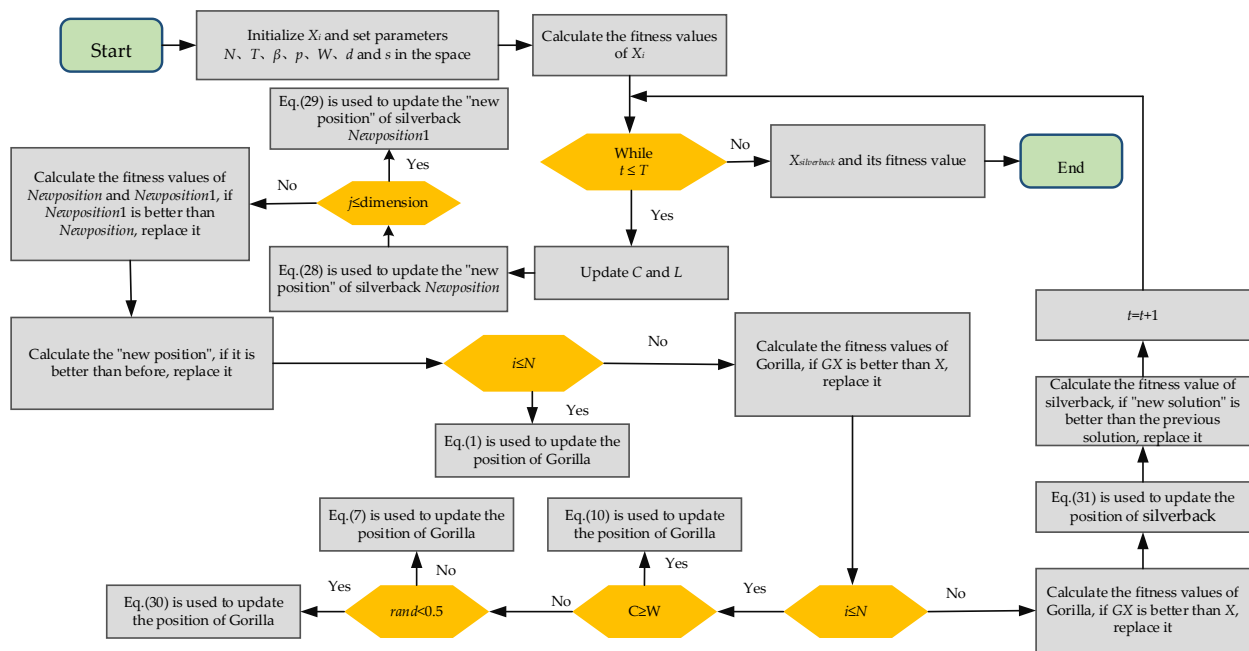 Start
Initialize Xi and set parameters
N、T、β、p、W、d and s in the space
Calculate the fitness values
of Xi
Eq.(29) is used to update the "new
position" of silverback
Newposition1
Yes
While
t ≤ T
No
Xsilverback and its fitness value
End
Calculate the fitness values of
Newposition and Newposition1, if
Newposition1 is better than
Newposition, replace it
No
j≤dimension
Yes
Eq.(28) is used to update the "new
position" of silverback Newposition
Update C and L
t=t+1
Calculate the "new position", if it is
better than before, replace it
i≤N
No
Calculate the fitness values of
Gorilla, if GX is better than X,
replace it
Yes
Eq.(1) is used to update the
position of Gorilla
Calculate the fitness value of
silverback, if "new solution" is
better than the previous
solution, replace it
Eq.(31) is used to update the
position of silverback
Eq.(7) is used to update the
position of Gorilla
Eq.(10) is used to update
the position of Gorilla
No
Yes
Eq.(30) is used to update
the position of Gorilla
Yes
rand<0.5
No
C≥W
Yes
i≤N
No
Calculate the fitness values of
Gorilla, if GX is better than X,
replace it